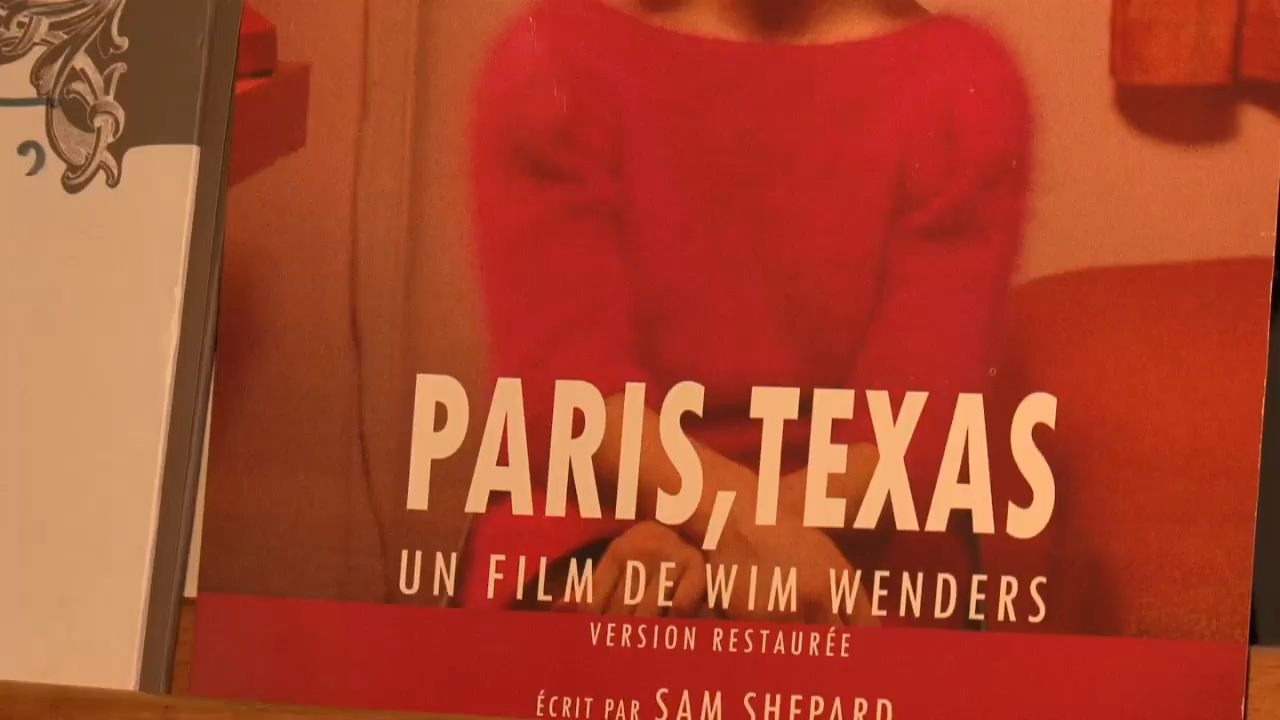 PARIS, TEXAS
UN FILM DE WIM WENDERS
VERSION RESTAURÉE
ÉCRIT PAR SAM SHEPARD